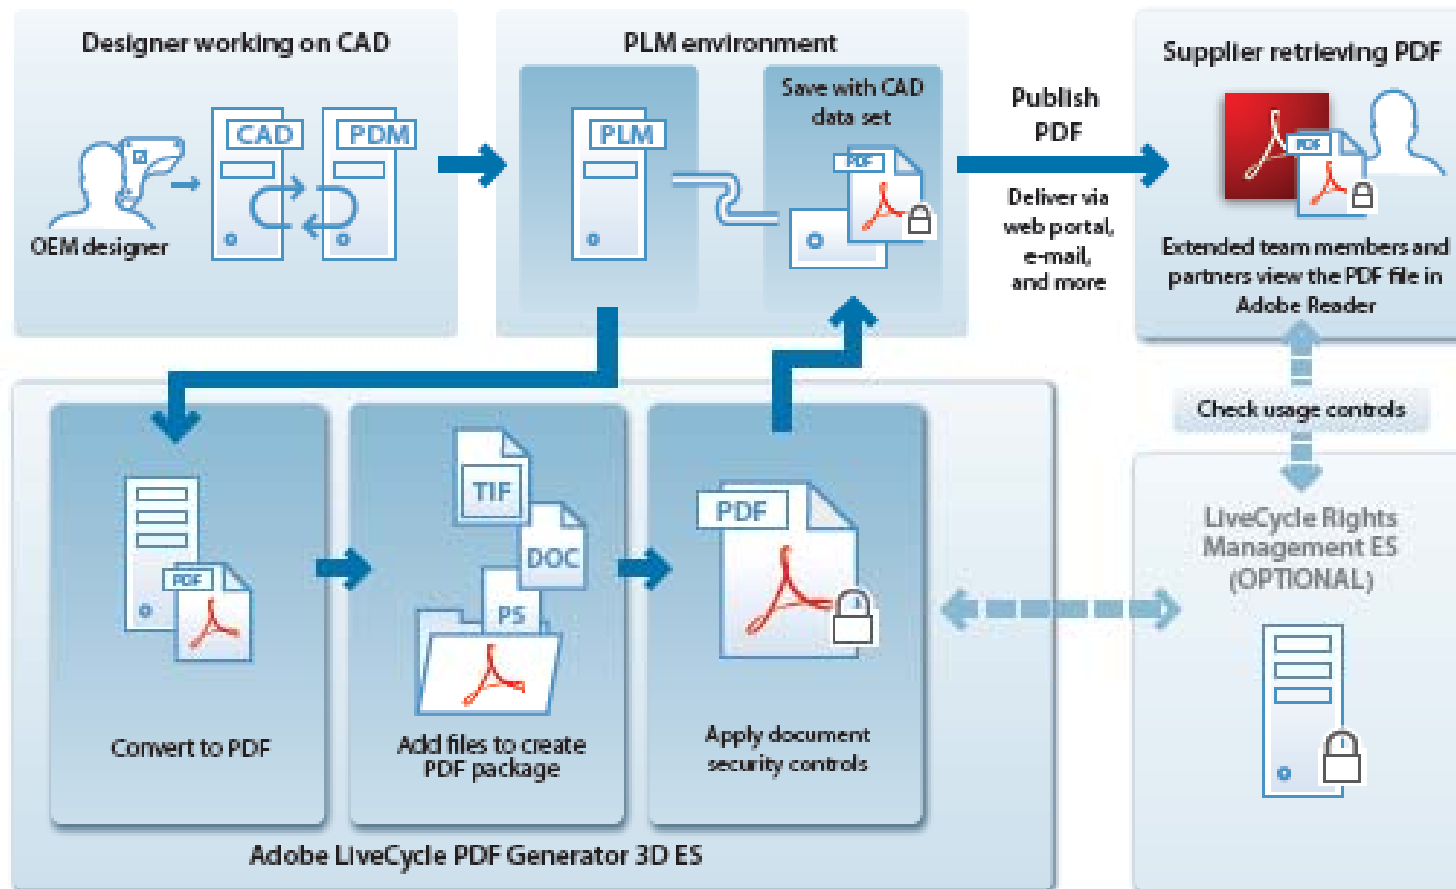 Designer working on CAD
CAD
PDM
OEM designer
PLM environment
PLM
Save with CAD
data set
PDF
Publish
PDF
Deliver via
web portal,
e-mail,
and more
Supplier retrieving PDF
PDF
Extended team members and
partners view the PDF file in
Adobe Reader
Check usage controls
LiveCycle Rights
Management ES
(OPTIONAL)
PDF
Convert to PDF
TIF
DOC
PS
Add files to create
PDF package
PDF
Apply document
security controls
Adobe LiveCycle PDF Generator 3D ES